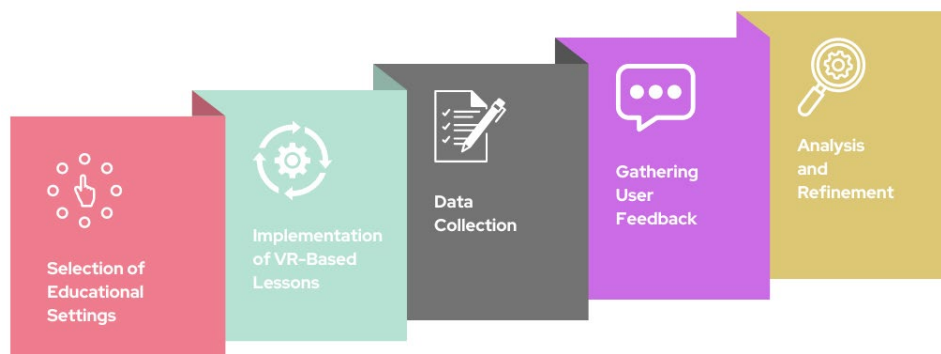 Selection of
Educational
Settings
Implementation
of VR-Based
Lessons
Data
Collection
Gathering
User
Feedback
Analysis
and
Refinement